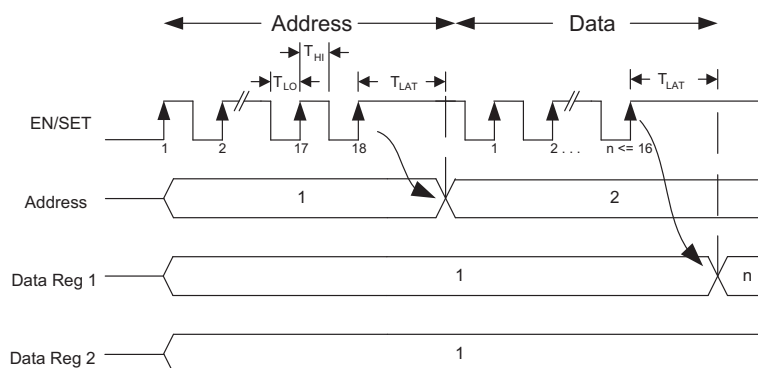 Address Data
T_HI
T_LO T_LAT T_LAT
EN/SET
1 2 17 18 1 2 . . . n <= 16
Address 1 2
Data Reg 1 1 n
Data Reg 2 1